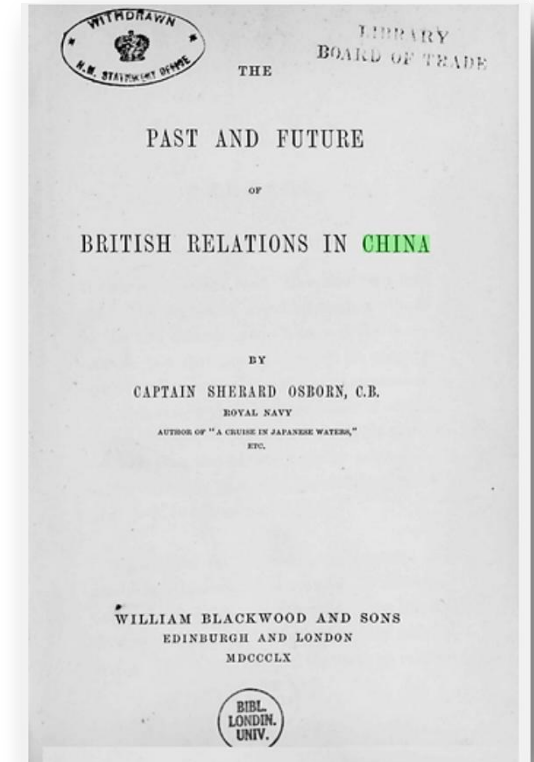 WITHDRAWN
H.M. STATIONERY OFFICE
LIBRARY
BOARD OF TRADE
THE
PAST AND FUTURE
OF
BRITISH RELATIONS IN CHINA
BY
CAPTAIN SHERARD OSBORN, C.B.
ROYAL NAVY
AUTHOR OF "A CRUISE IN JAPANESE WATERS,"
ETC.
WILLIAM BLACKWOOD AND SONS
EDINBURGH AND LONDON
MDCCCLX
BIBL.
LONDIN.
UNIV.